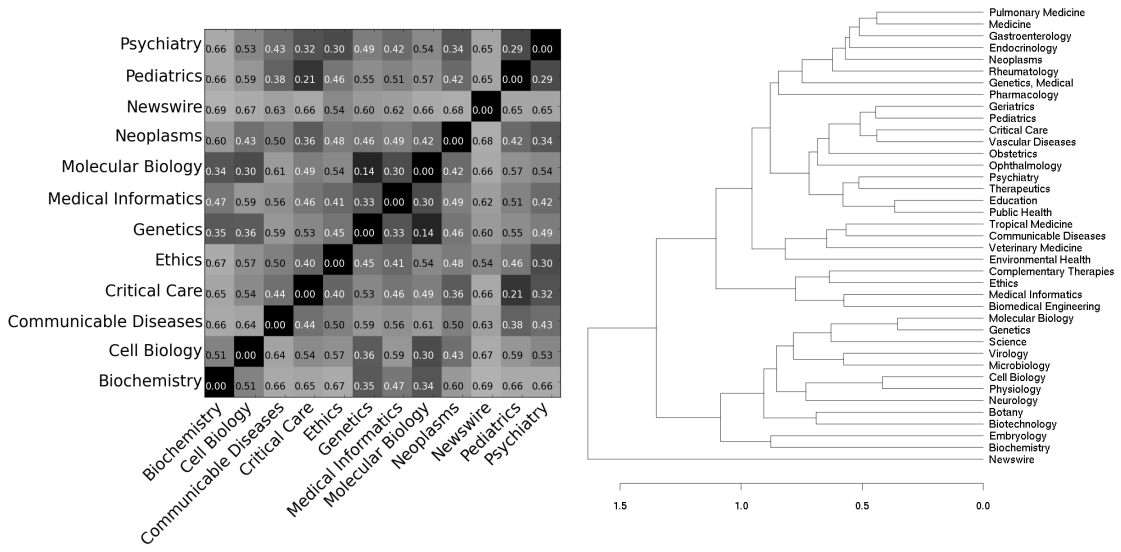 Psychiatry 0.66 0.53 0.43 0.32 0.30 0.49 0.42 0.54 0.34 0.65 0.29 0.00
Pediatrics 0.66 0.59 0.38 0.21 0.46 0.55 0.51 0.57 0.42 0.65 0.00 0.29
Newswire 0.69 0.67 0.63 0.66 0.54 0.60 0.62 0.66 0.68 0.00 0.65 0.65
Neoplasms 0.60 0.43 0.50 0.36 0.48 0.46 0.49 0.42 0.00 0.68 0.42 0.34
Molecular Biology 0.34 0.30 0.61 0.49 0.54 0.14 0.30 0.00 0.42 0.66 0.57 0.54
Medical Informatics 0.47 0.59 0.56 0.46 0.41 0.33 0.00 0.30 0.49 0.62 0.51 0.42
Genetics 0.35 0.36 0.59 0.53 0.45 0.00 0.33 0.14 0.46 0.60 0.55 0.49
Ethics 0.67 0.57 0.50 0.40 0.00 0.45 0.41 0.54 0.48 0.54 0.46 0.30
Critical Care 0.65 0.54 0.44 0.00 0.40 0.53 0.46 0.49 0.36 0.66 0.21 0.32
Communicable Diseases 0.66 0.64 0.00 0.44 0.50 0.59 0.56 0.61 0.50 0.63 0.38 0.43
Cell Biology 0.51 0.00 0.64 0.54 0.57 0.36 0.59 0.30 0.43 0.67 0.59 0.53
Biochemistry 0.00 0.51 0.66 0.65 0.67 0.35 0.47 0.34 0.60 0.69 0.66 0.66
Biochemistry
Cell Biology
Communicable Diseases
Critical Care
Ethics
Genetics
Medical Informatics
Molecular Biology
Neoplasms
Newswire
Pediatrics
Psychiatry
Pulmonary Medicine
Medicine
Gastroenterology
Endocrinology
Neoplasms
Rheumatology
Genetics, Medical
Pharmacology
Geriatrics
Pediatrics
Critical Care
Vascular Diseases
Obstetrics
Ophthalmology
Psychiatry
Therapeutics
Education
Public Health
Tropical Medicine
Communicable Diseases
Veterinary Medicine
Environmental Health
Complementary Therapies
Ethics
Medical Informatics
Biomedical Engineering
Molecular Biology
Genetics
Science
Virology
Microbiology
Cell Biology
Physiology
Neurology
Botany
Biotechnology
Embryology
Biochemistry
Newswire
1.5 1.0 0.5 0.0